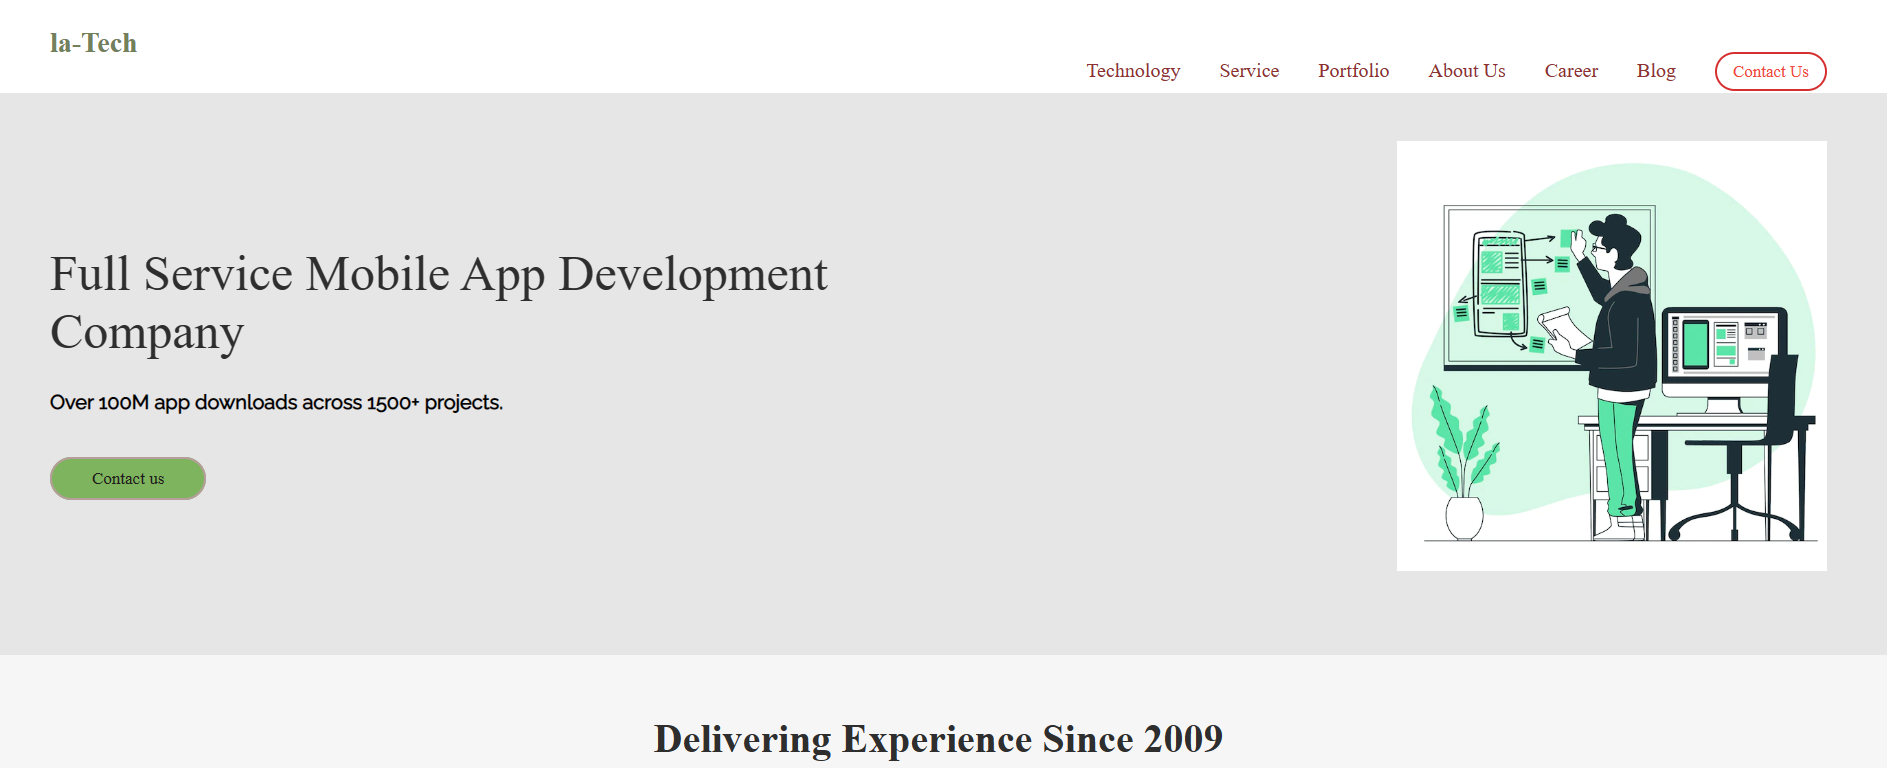 la-Tech
Technology Service Portfolio About Us Career Blog Contact Us
Full Service Mobile App Development
Company
Over 100M app downloads across 1500+ projects.
Contact us
Delivering Experience Since 2009